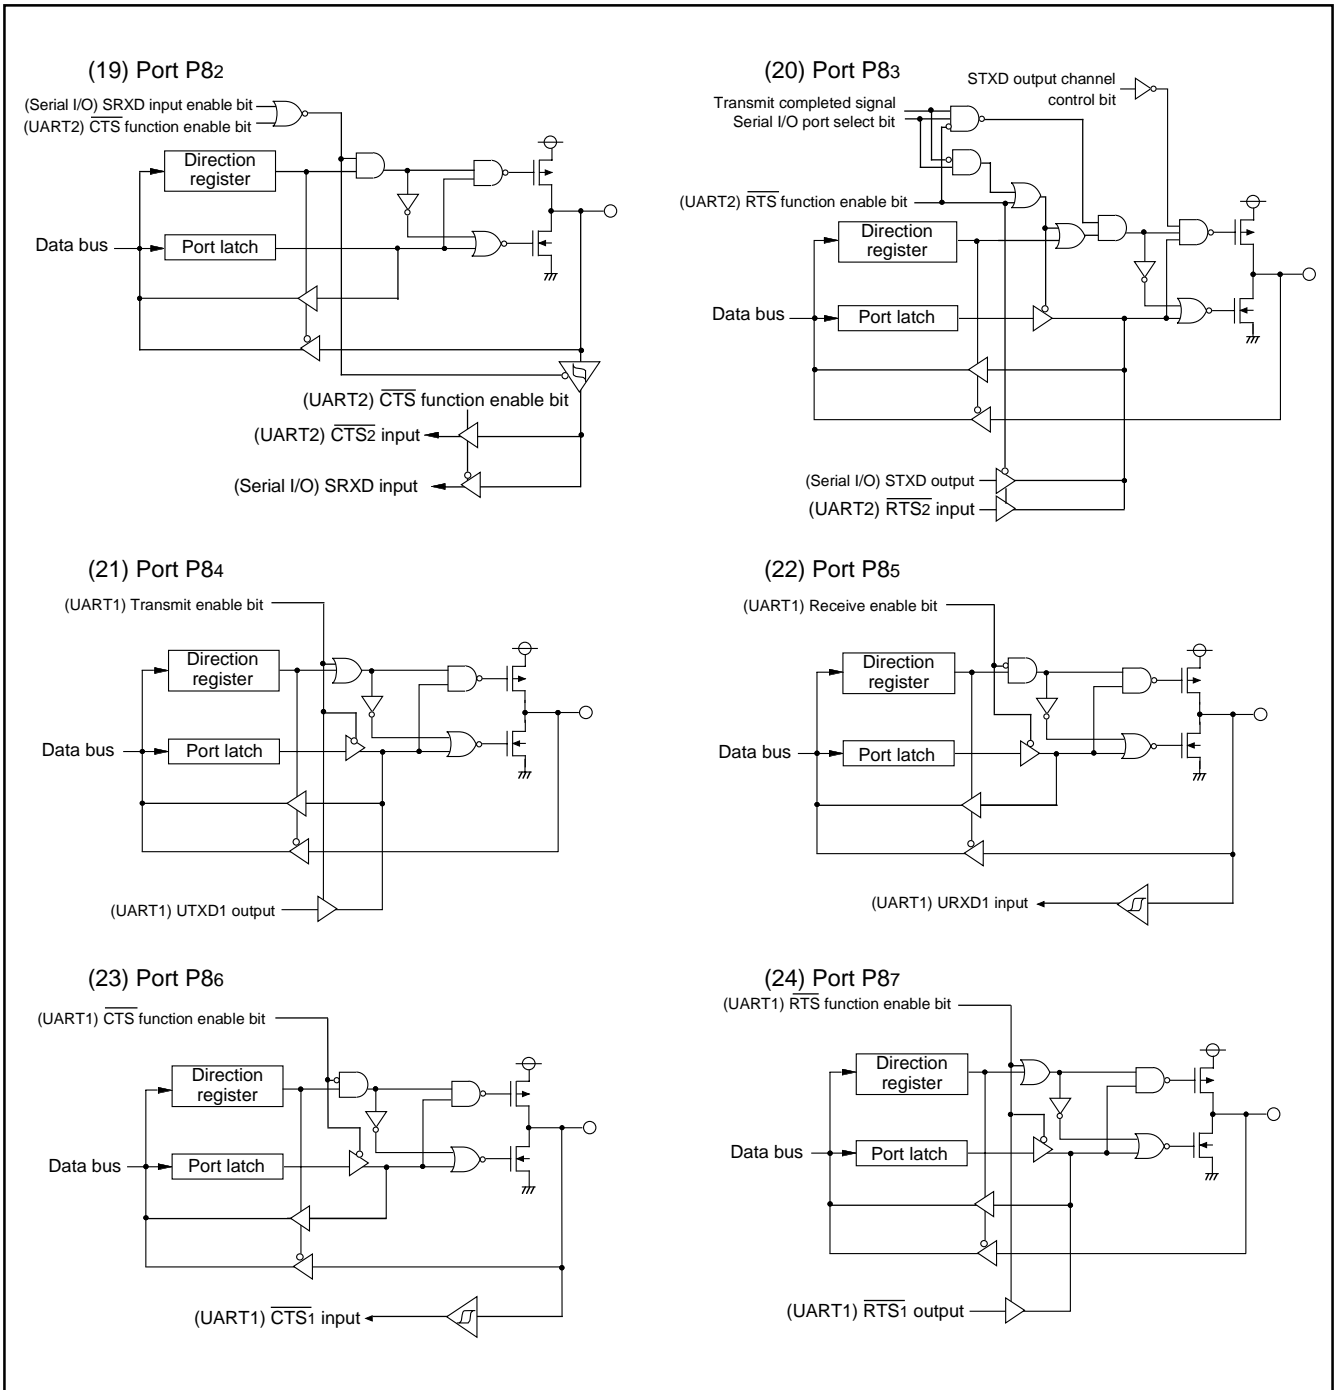 (19) Port P82
(Serial I/O) SRXD input enable bit
(UART2) CTS function enable bit
Direction
register
Data bus
Port latch
(UART2) CTS function enable bit
(UART2) CTS2 input
(Serial I/O) SRXD input
(20) Port P83
STXD output channel
control bit
Transmit completed signal
Serial I/O port select bit
(UART2) RTS function enable bit
Direction
register
Data bus
Port latch
(Serial I/O) STXD output
(UART2) RTS2 input
(21) Port P84
(UART1) Transmit enable bit
Direction
register
Data bus
Port latch
(UART1) UTXD1 output
(22) Port P85
(UART1) Receive enable bit
Direction
register
Data bus
Port latch
(UART1) URXD1 input
(23) Port P86
(UART1) CTS function enable bit
Direction
register
Data bus
Port latch
(UART1) CTS1 input
(24) Port P87
(UART1) RTS function enable bit
Direction
register
Data bus
Port latch
(UART1) RTS1 output